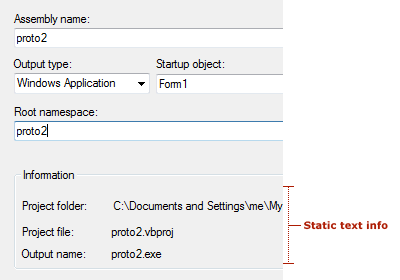 Assembly name:
proto2
Output type: Startup object:
Windows Application Form1
Root namespace:
proto2
Information
Project folder: C:\Documents and Settings\me\My
Project file: proto2.vbproj
Static text info
Output name: proto2.exe